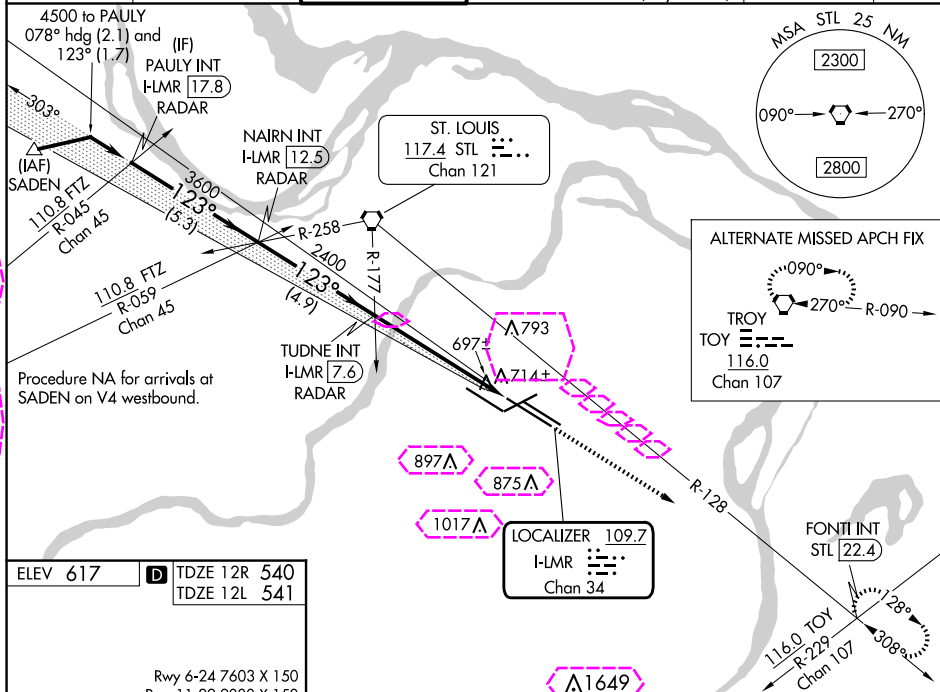 4500 to PAULY
078° hdg (2.1) and
123° (1.7)
(IF)
PAULY INT
I-LMR 17.8
RADAR
303°
(IAF)
SADEN
110.8 FTZ
R-045
Chan 45
NAIRN INT
I-LMR 12.5
RADAR
3600
123°
(5.3)
ST. LOUIS
117.4 STL
Chan 121
MSA STL 25 NM
2300
090°
270°
2800
R-258
2400
R-177
123°
(4.9)
110.8 FTZ
R-059
Chan 45
ALTERNATE MISSED APCH FIX
090°
270°
R-090
TROY
TOY
116.0
Chan 107
TUDNE INT
I-LMR 7.6
RADAR
793
697±
714±
Procedure NA for arrivals at
SADEN on V4 westbound.
897
875
1017
R-128
LOCALIZER 109.7
I-LMR
Chan 34
FONTI INT
STL 22.4
128°
308°
116.0 TOY
R-229
Chan 107
ELEV 617
D
TDZE 12R 540
TDZE 12L 541
Rwy 6-24 7603 X 150
1649